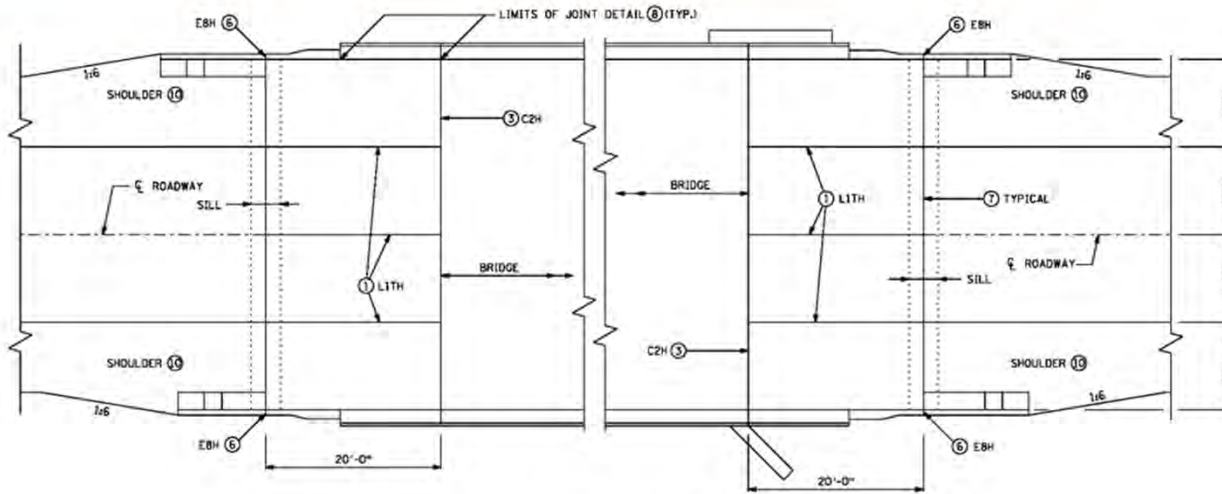 E8H ⑥
LIMITS OF JOINT DETAIL ⑧ (TYP.)
⑥ E8H
1:6
1:6
SHOULDER ⑩
SHOULDER ⑩
③ C2H
℄ ROADWAY
SILL
BRIDGE
① L1TH
⑦ TYPICAL
℄ ROADWAY
BRIDGE
SILL
① L1TH
C2H ③
SHOULDER ⑩
SHOULDER ⑩
1:6
1:6
E8H ⑥
⑥ E8H
20'-0"
20'-0"